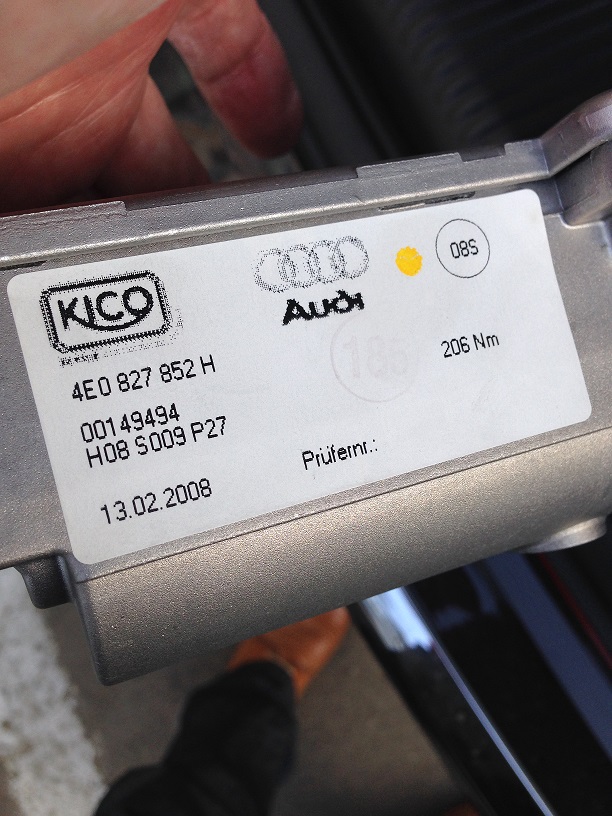 KICO
Audi
08S
4E0 827 852 H
206 Nm
00149494
H08 S009 P27
Prüfernr.:
13.02.2008